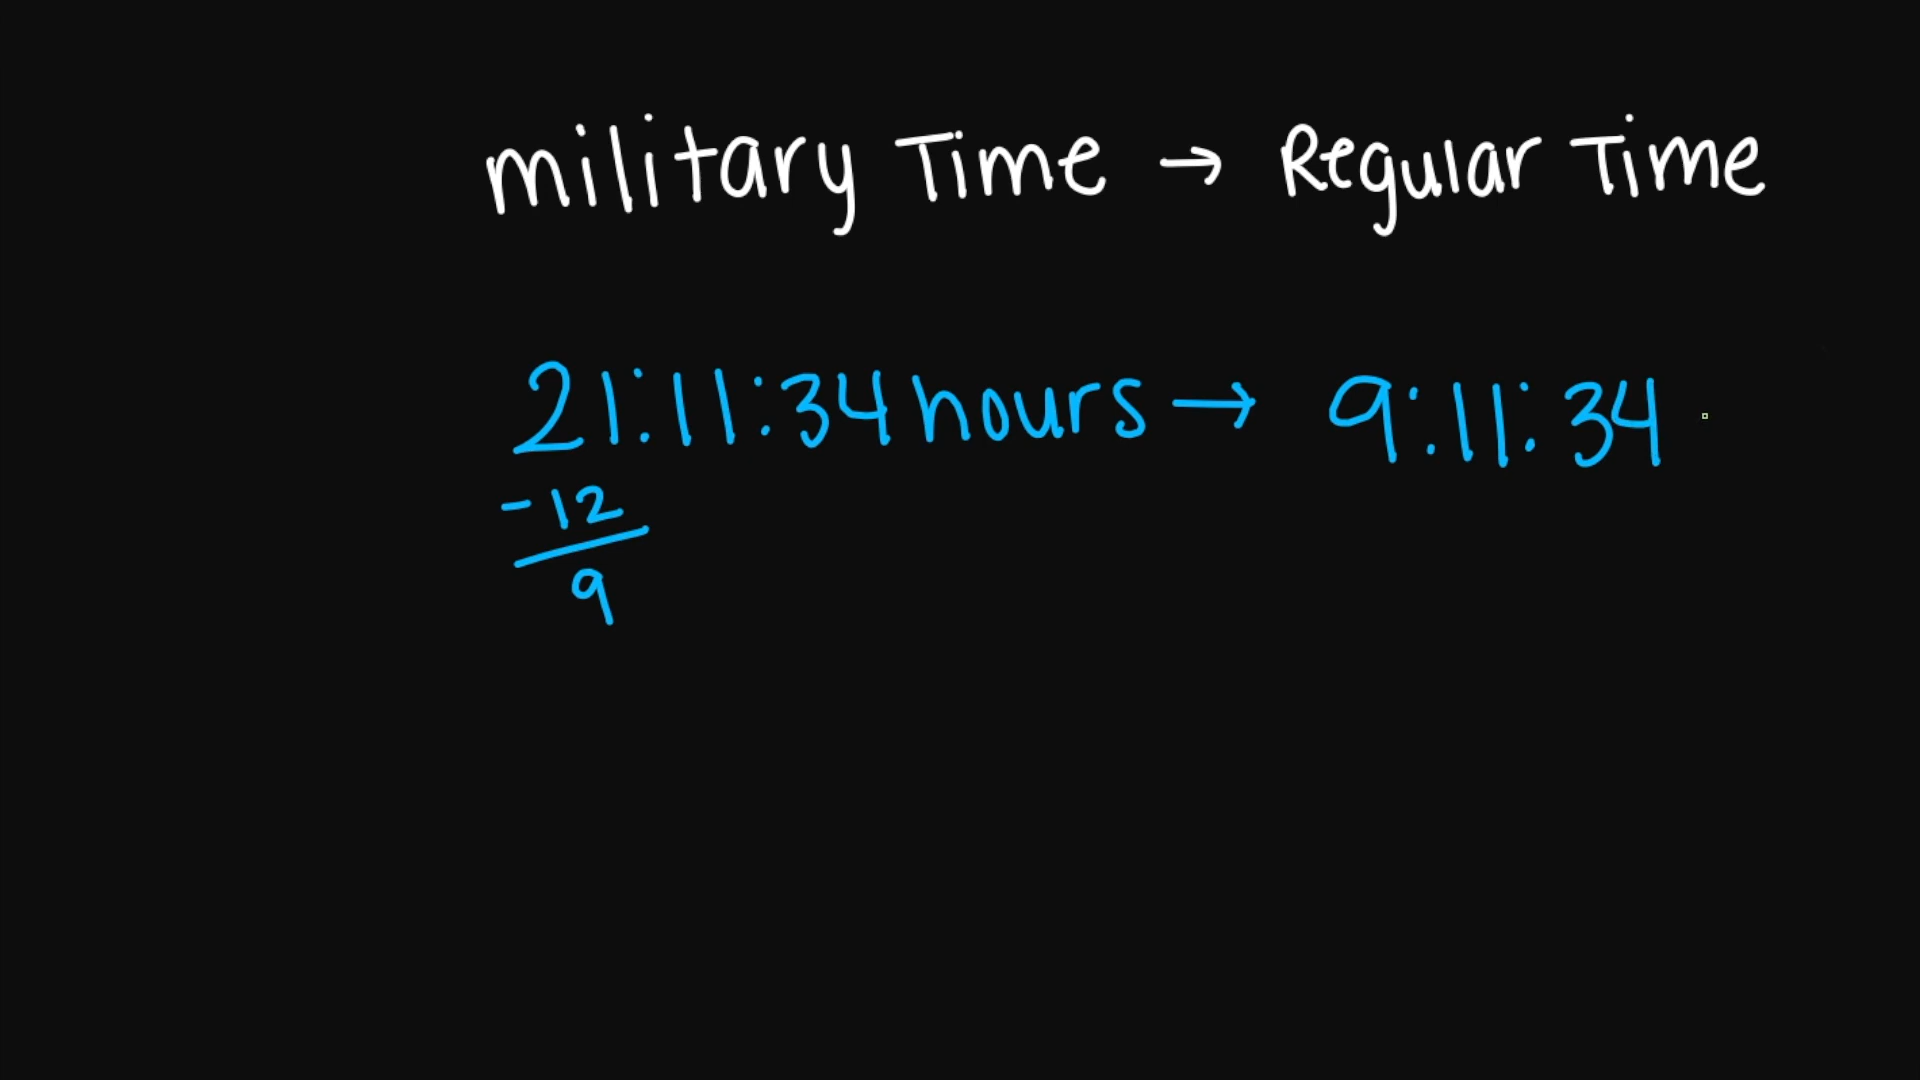 military Time → Regular Time
21:11:34 hours → 9:11:34
-12
9